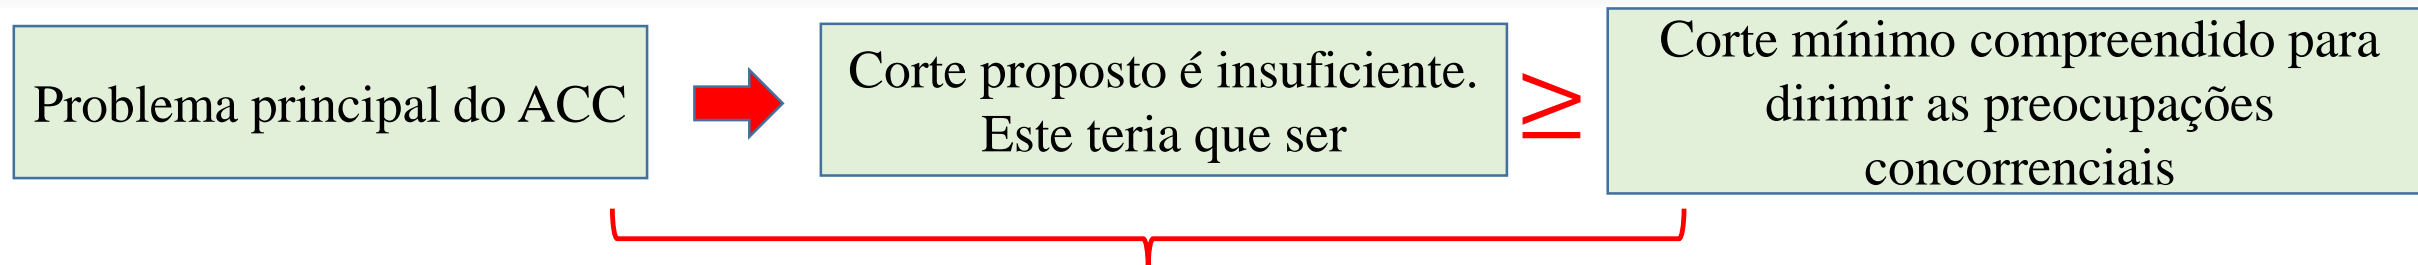 Problema principal do ACC
Corte proposto é insuficiente.
Este teria que ser
≥
Corte mínimo compreendido para
dirimir as preocupações
concorrenciais